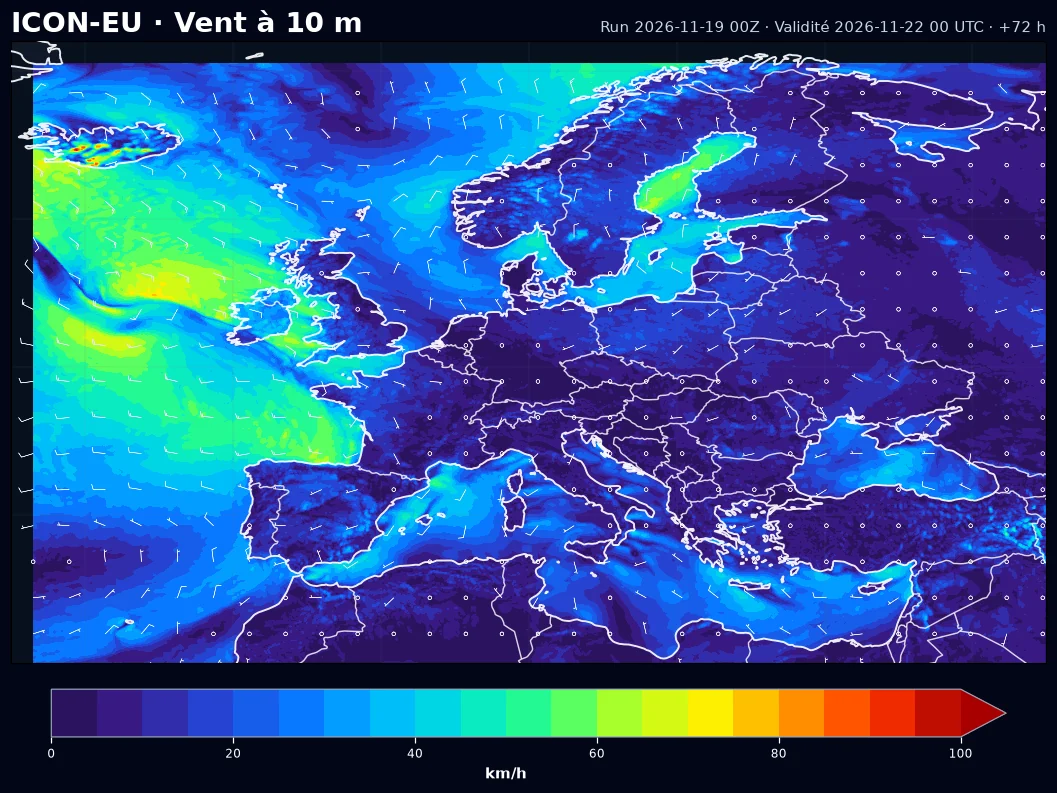 ICON-EU · Vent à 10 m
Run 2026-11-19 00Z · Validité 2026-11-22 00 UTC · +72 h
0 20 40 60 80 100
km/h